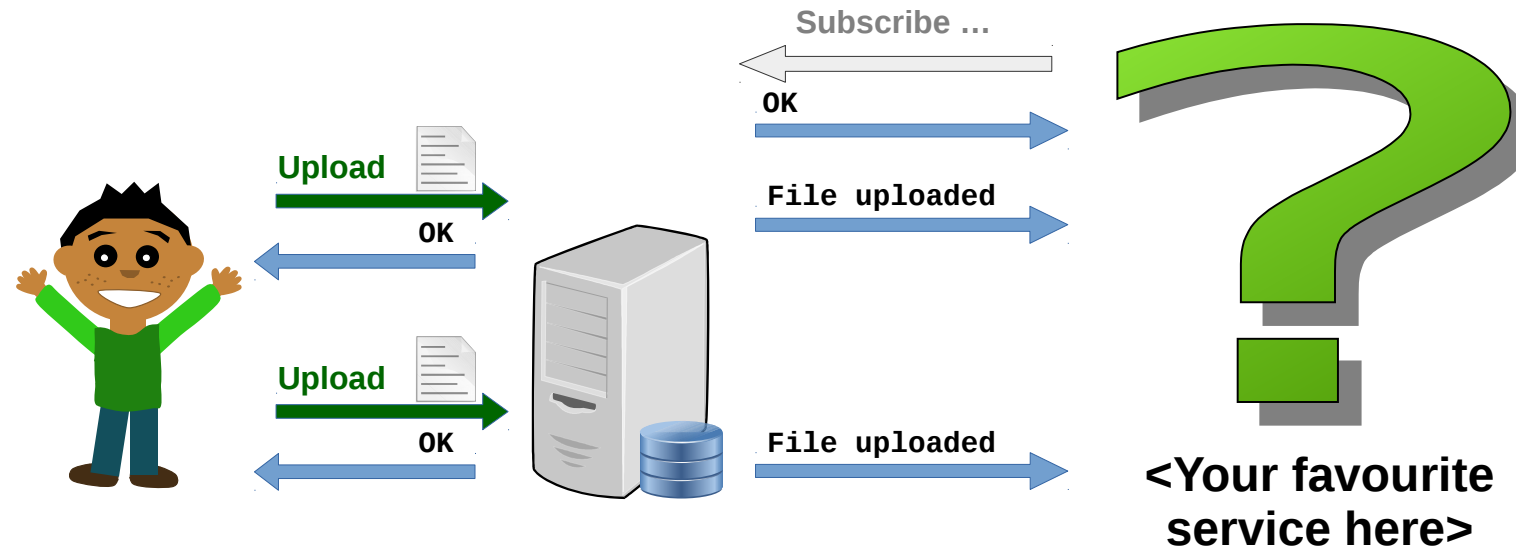 Subscribe ...
OK
Upload
File uploaded
OK
Upload
OK
File uploaded
<Your favourite
service here>